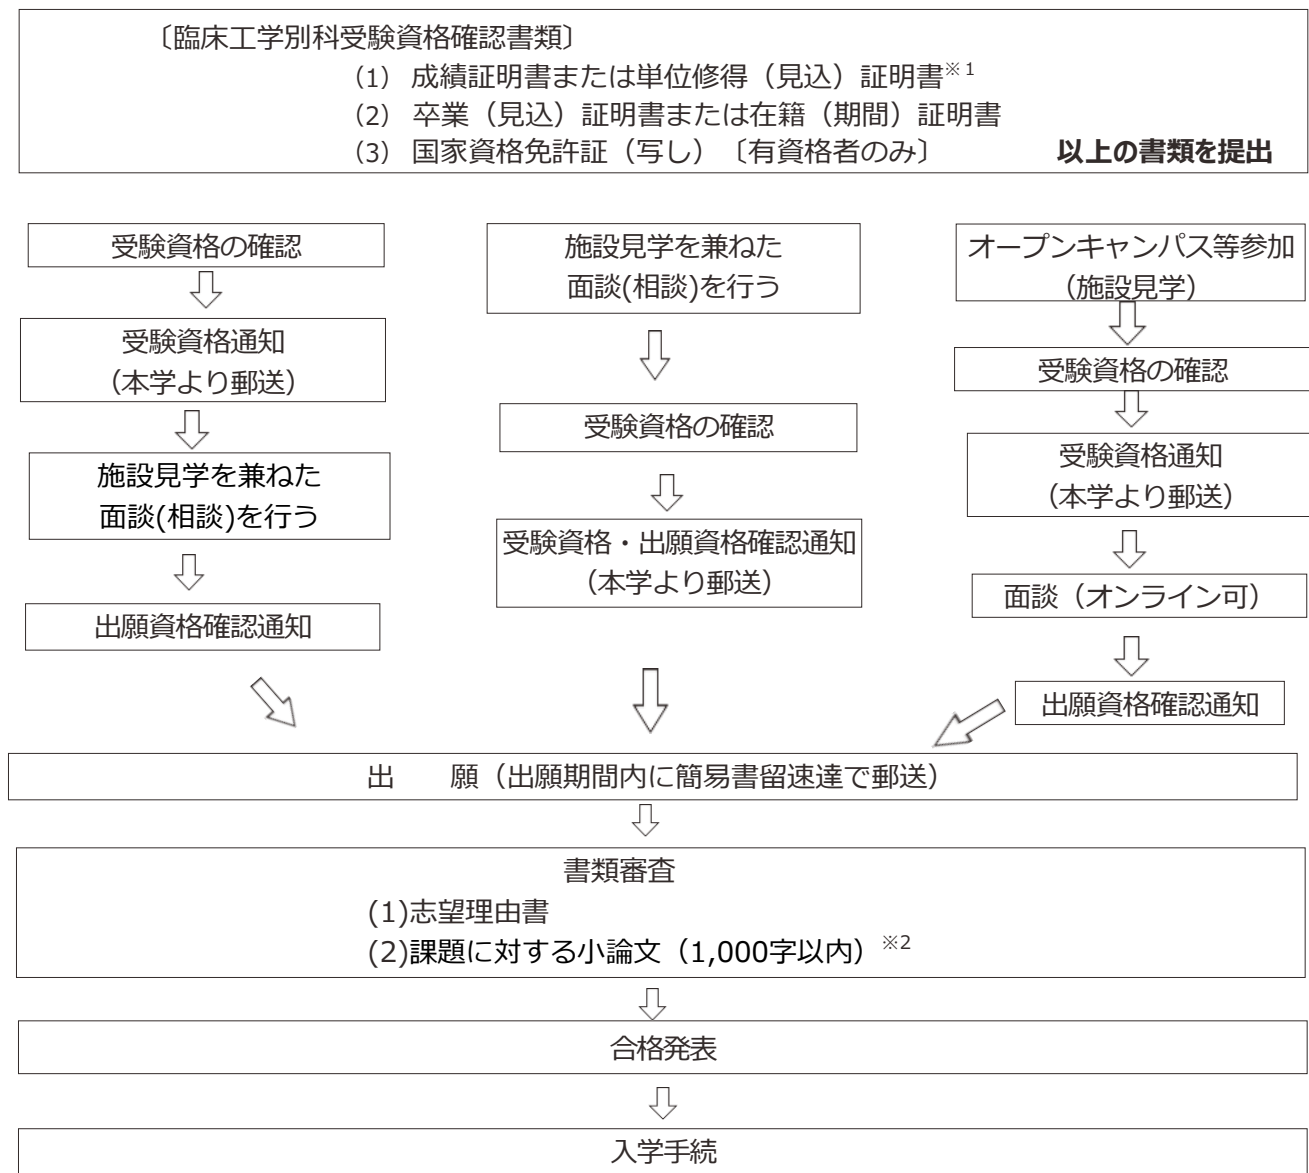 〔臨床工学別科受験資格確認書類〕
(1) 成績証明書または単位修得（見込）証明書※1
(2) 卒業（見込）証明書または在籍（期間）証明書
(3) 国家資格免許証（写し）〔有資格者のみ〕 以上の書類を提出
受験資格の確認
受験資格通知
（本学より郵送）
施設見学を兼ねた
面談(相談)を行う
出願資格確認通知
施設見学を兼ねた
面談(相談)を行う
受験資格の確認
受験資格・出願資格確認通知
（本学より郵送）
オープンキャンパス等参加
（施設見学）
受験資格の確認
受験資格通知
（本学より郵送）
面談（オンライン可）
出願資格確認通知
出　　願（出願期間内に簡易書留速達で郵送）
書類審査
(1)志望理由書
(2)課題に対する小論文（1,000字以内）※2
合格発表
入学手続